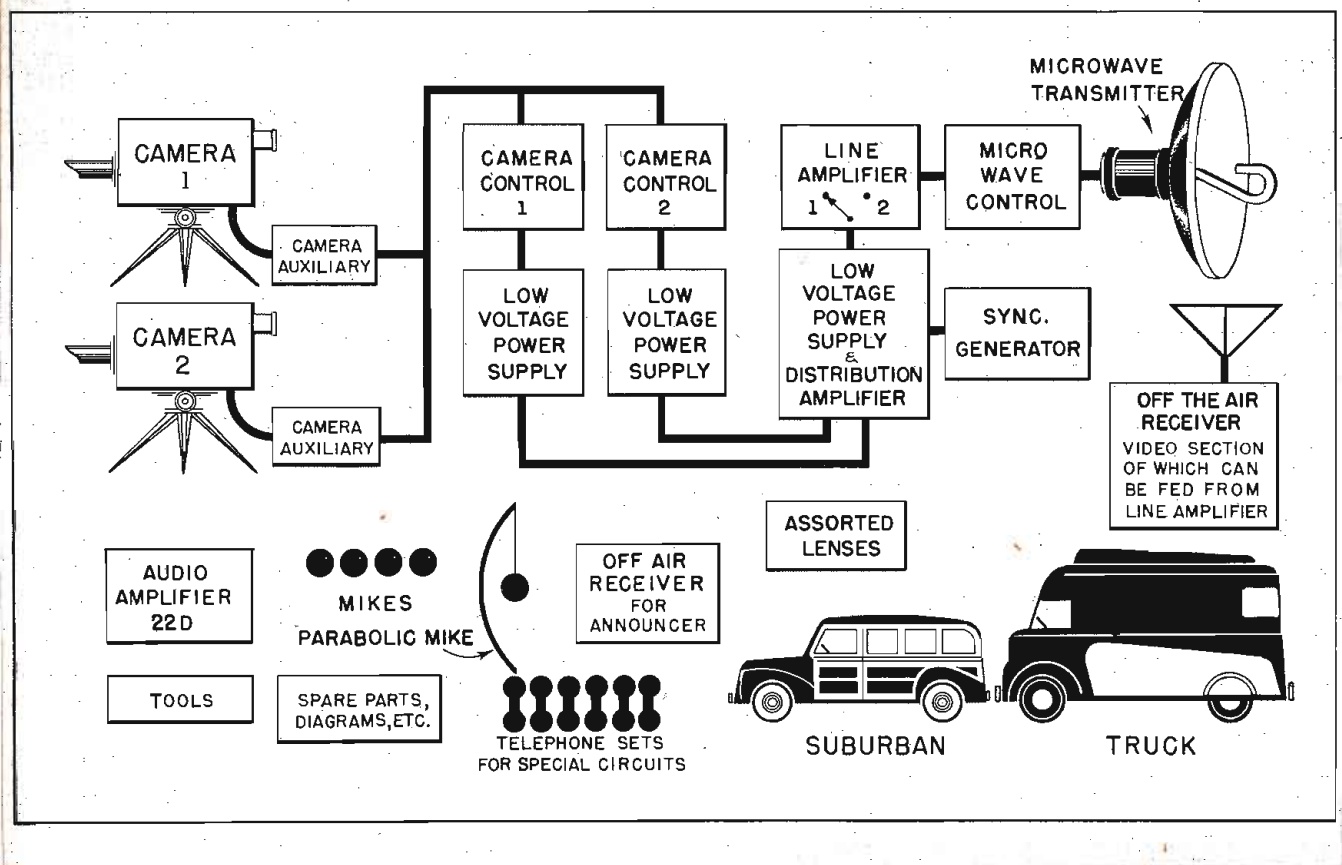 MICROWAVE
TRANSMITTER
CAMERA
1
CAMERA
AUXILIARY
CAMERA
2
CAMERA
AUXILIARY
CAMERA
CONTROL
1
CAMERA
CONTROL
2
LOW
VOLTAGE
POWER
SUPPLY
LOW
VOLTAGE
POWER
SUPPLY
LINE
AMPLIFIER
1 2
MICRO
WAVE
CONTROL
LOW
VOLTAGE
POWER
SUPPLY
&
DISTRIBUTION
AMPLIFIER
SYNC.
GENERATOR
OFF THE AIR
RECEIVER
VIDEO SECTION
OF WHICH CAN
BE FED FROM
LINE AMPLIFIER
AUDIO
AMPLIFIER
22D
MIKES
PARABOLIC MIKE
OFF AIR
RECEIVER
FOR
ANNOUNCER
ASSORTED
LENSES
TOOLS
SPARE PARTS,
DIAGRAMS,ETC.
TELEPHONE SETS
FOR SPECIAL CIRCUITS
SUBURBAN
TRUCK